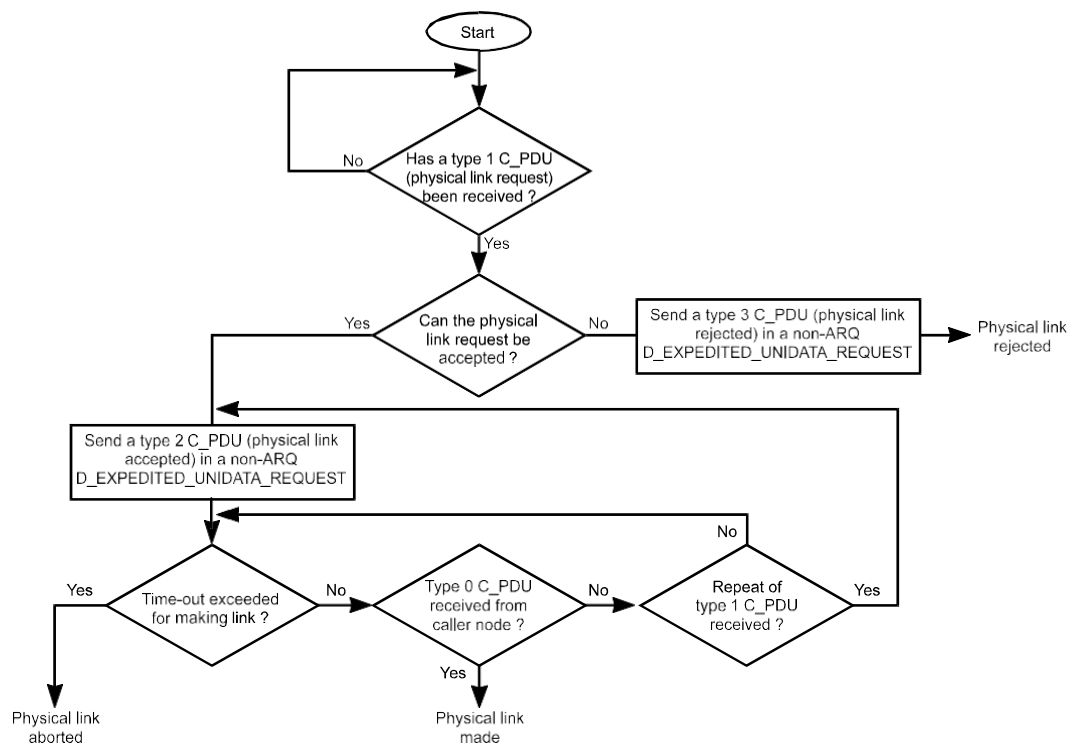 Start
No
Has a type 1 C_PDU
(physical link request)
been received ?
Yes
Yes
Can the physical
link request be
accepted ?
No
Send a type 3 C_PDU (physical link
rejected) in a non-ARQ
D_EXPEDITED_UNIDATA_REQUEST
Physical link
rejected
Send a type 2 C_PDU (physical link
accepted) in a non-ARQ
D_EXPEDITED_UNIDATA_REQUEST
No
Yes
Time-out exceeded
for making link ?
No
Type 0 C_PDU
received from
caller node ?
No
Repeat of
type 1 C_PDU
received ?
Yes
Yes
Physical link
aborted
Physical link
made